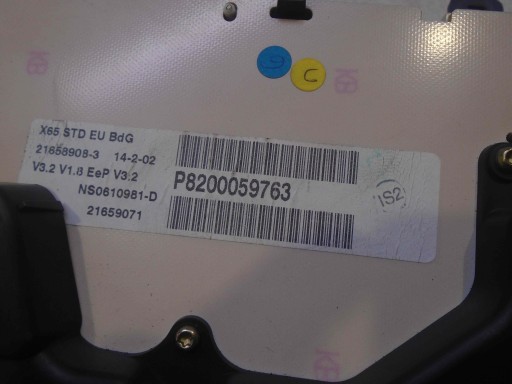 9
C
X65 STD EU BdG
21658908-3 14-2-02
V3.2 V1.8 EeP V3.2
NS0610981-D
21659071
P8200059763
IS2